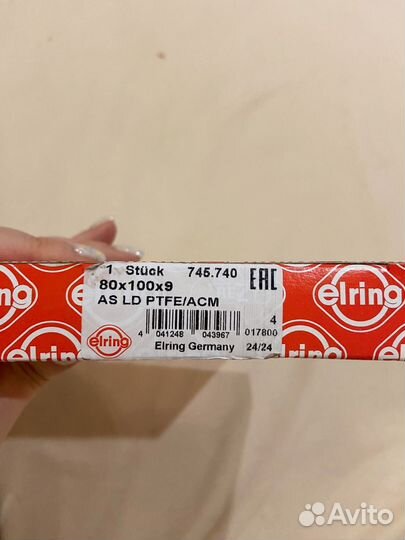 1 Stück 745.740 EAC
80x100x9
AS LD PTFE/ACM
4
4 041248 043967 017800
elring Elring Germany 24/24
elring
elring
Avito